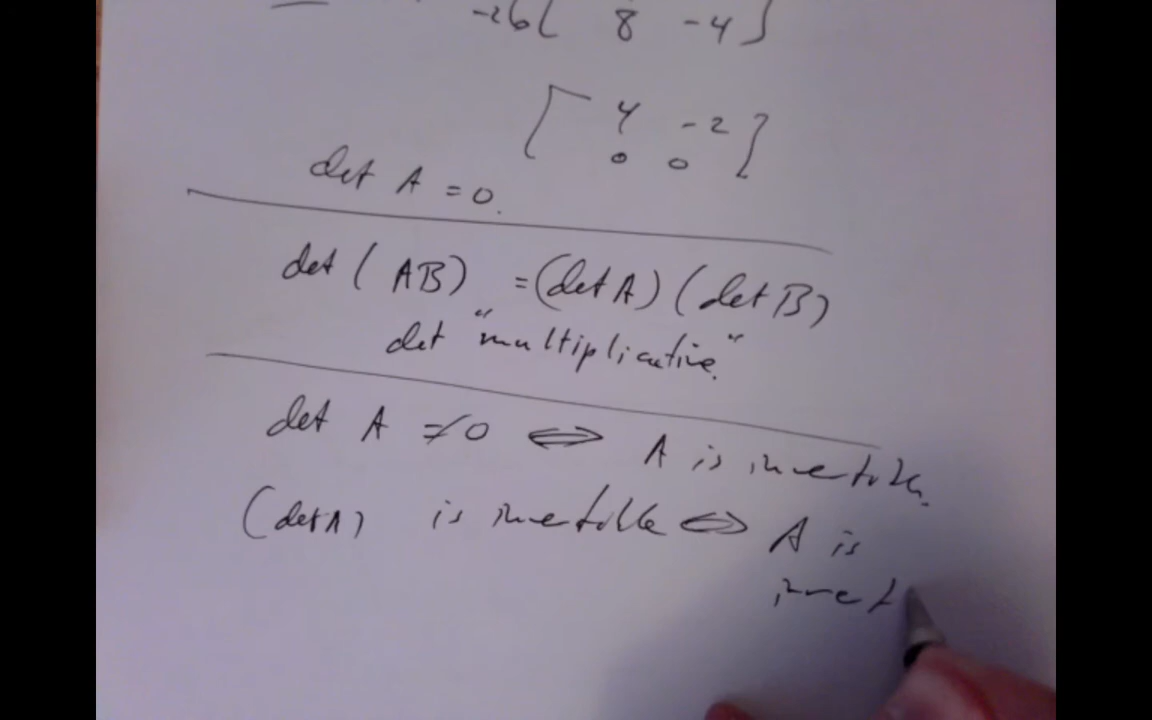 -26[ 8 -4]
[ 4 -2 ]
0 0
det A = 0.
det (AB) = (det A) (det B)
det "multiplicative."
det A ≠ 0 ⇔ A is invertible.
(det A) is invertible ⇔ A is
invert